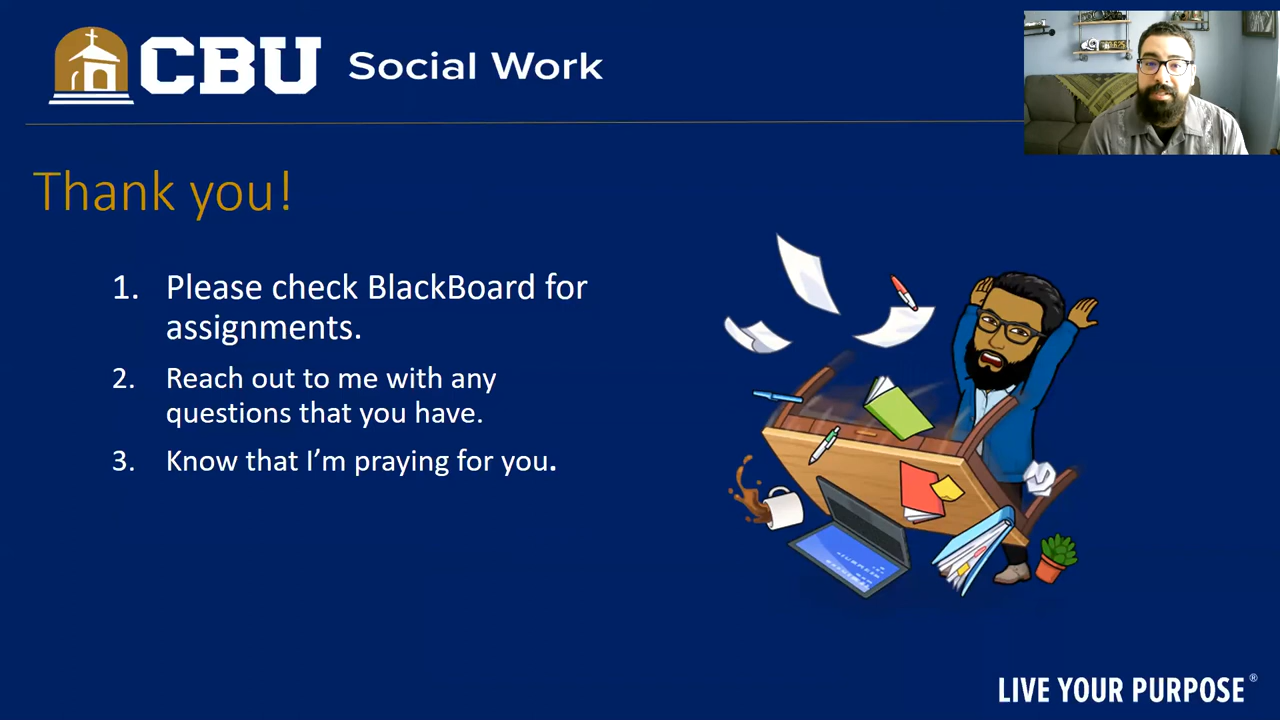 CBU Social Work
Thank you!
1. Please check BlackBoard for
assignments.
2. Reach out to me with any
questions that you have.
3. Know that I’m praying for you.
LIVE YOUR PURPOSE®